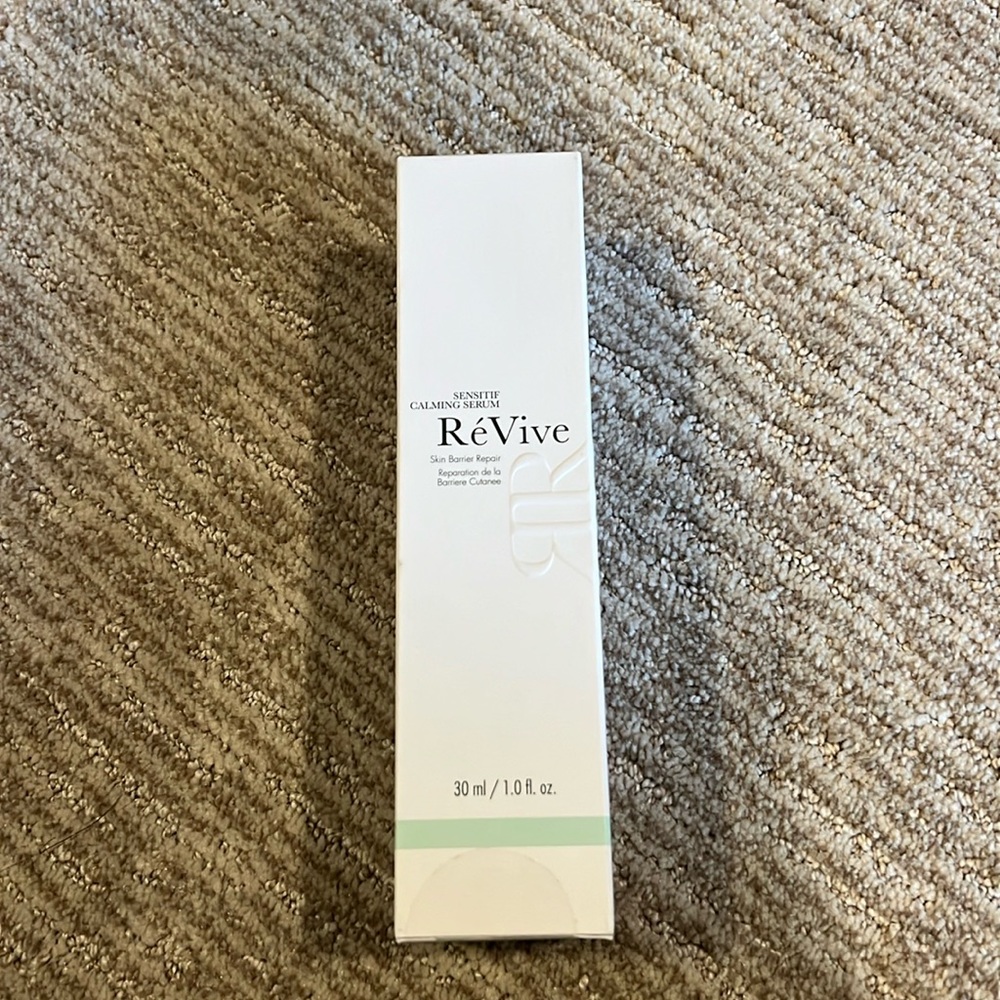 SENSITIF
CALMING SERUM
RéVive
Skin Barrier Repair
Reparation de la
Barriere Cutanee
30 ml / 1.0 fl. oz.